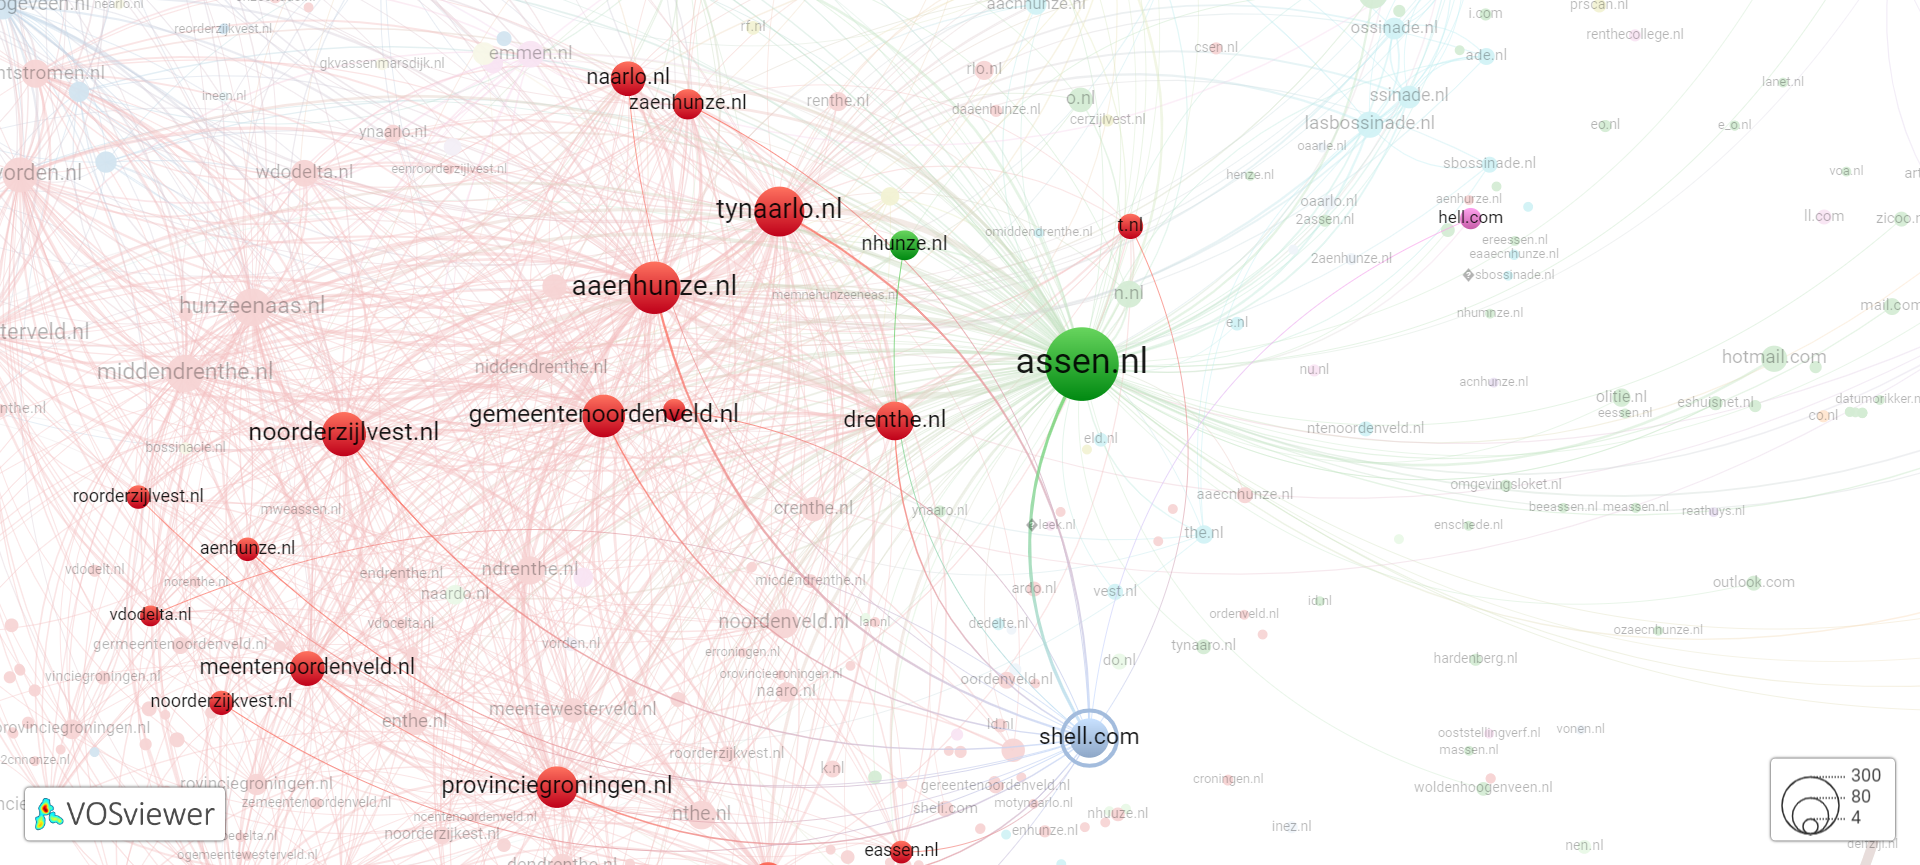 ogeveen.nl
nearlo.nl
aachunze.nl
i.com
prscan.nl
reorderzijkvest.nl
rf.nl
ossinade.nl
renthecollege.nl
emmen.nl
csen.nl
ade.nl
gkvassenmarsdijk.nl
ntstromen.nl
naarlo.nl
rlo.nl
lanet.nl
lneen.nl
zaenhunze.nl
renthe.nl
o.nl
ssinade.nl
daaenhunze.nl
cerzijlvest.nl
lasbossinade.nl
eo.nl
e_o.nl
ynaarlo.nl
oaarle.nl
eenroorderzijlvest.nl
sbossinade.nl
vorden.nl
wdodelta.nl
henze.nl
voa.nl
art
tynaarlo.nl
oaarlo.nl
aenhurze.nl
2assen.nl
hell.com
ll.com
zicoo.n
t.nl
omiddendrenthe.nl
nhunze.nl
ereessen.nl
eaaecnhunze.nl
2aenhunze.nl
�sbossinade.nl
aaenhunze.nl
memnehunzeeneas.nl
n.nl
hunzeenaas.nl
nhumnze.nl
mail.com
e.nl
terveld.nl
assen.nl
hotmail.com
middendrenthe.nl
niddendrenthe.nl
nu.nl
acnhunze.nl
olitie.nl
eshuisnet.nl
datumorikker.n
nthe.nl
eessen.nl
co.nl
gemeentenoordenveld.nl
drenthe.nl
ntenoordenveld.nl
noorderzijlvest.nl
eld.nl
bossinacie.nl
omgevingsloket.nl
roorderzijlvest.nl
aaecnhunze.nl
mweassen.nl
crenthe.nl
ynaaro.nl
beeassen.nl
meassen.nl
reathuys.nl
�leek.nl
enschede.nl
the.nl
aenhunze.nl
vdodelt.nl
endrenthe.nl
ndrenthe.nl
norenthe.nl
micdendrenthe.nl
outlook.com
naardo.nl
ardo.nl
vest.nl
id.nl
vdodelta.nl
ordenveld.nl
vdocelta.nl
noordenveld.nl
lan.nl
dedelte.nl
ozaecnhunze.nl
germeentenoordenveld.nl
vorden.nl
erroningen.nl
tynaaro.nl
do.nl
hardenberg.nl
meentenoordenveld.nl
vinciegroningen.nl
orovincieeroningen.nl
oordenveld.nl
naaro.nl
noorderzijkvest.nl
meentewesterveld.nl
enthe.nl
ld.nl
rovinciegroningen.nl
ooststellingverf.nl
vonen.nl
shell.com
massen.nl
roorderzijkvest.nl
2cnnonze.nl
k.nl
croningen.nl
rovinciegroningen.nl
provinciegroningen.nl
gereentenoordenveld.nl
woldenhoogenveen.nl
300
80
4
ncie
zemeentenoordenveld.nl
motynaarlo.nl
shell.com
VOSviewer
ncentenoordenveld.nl
nthe.nl
nhuuze.nl
bedelta.nl
noorderzijkest.nl
enhunze.nl
inez.nl
ogemeentewesterveld.nl
eassen.nl
nen.nl
denzijl.nl
dendrenthe.nl